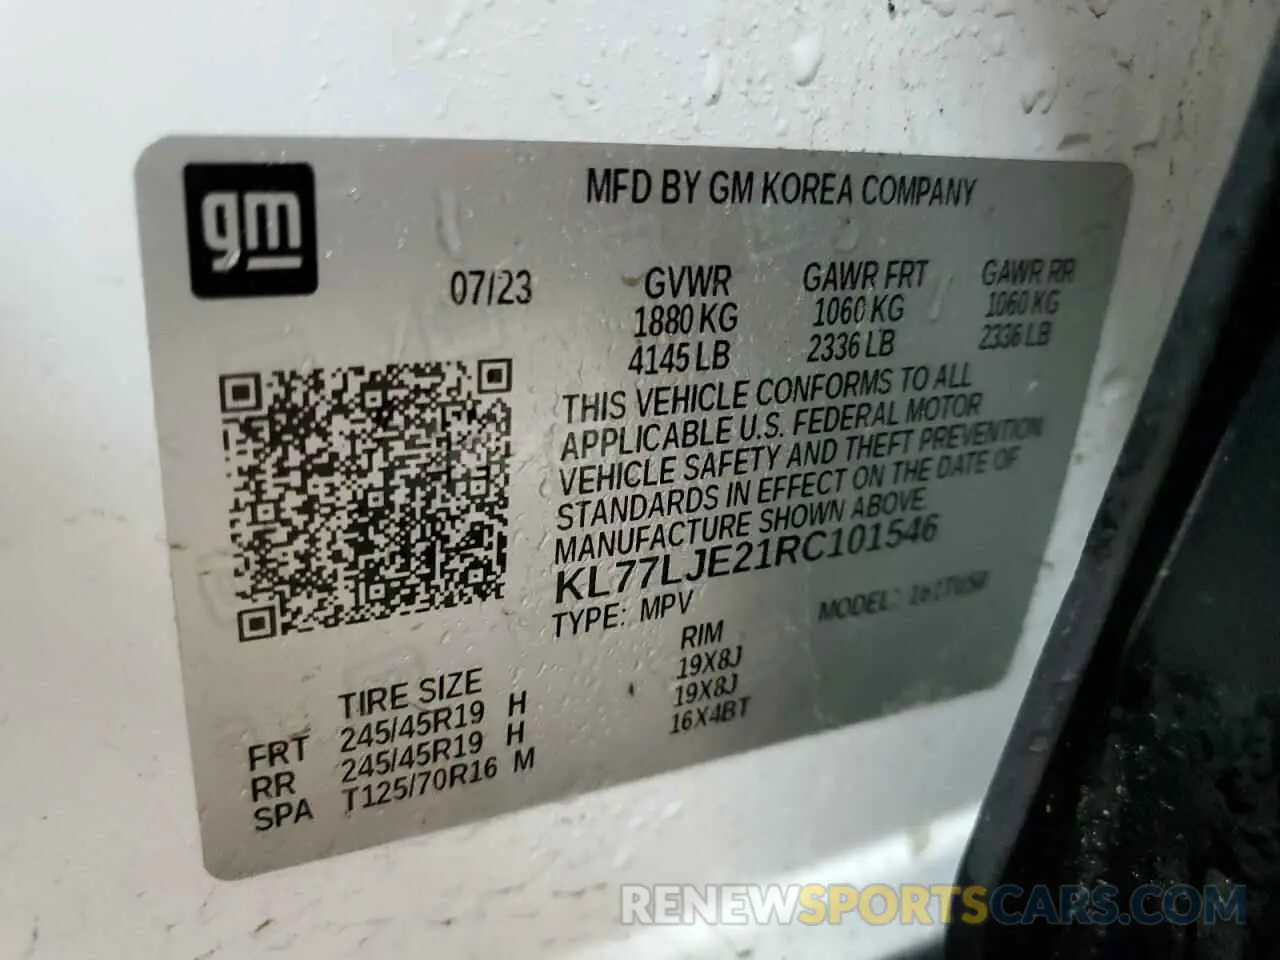 gm
MFD BY GM KOREA COMPANY
07/23
GVWR GAWR FRT GAWR RR
1880 KG 1060 KG 1060 KG
4145 LB 2336 LB 2336 LB
THIS VEHICLE CONFORMS TO ALL
APPLICABLE U.S. FEDERAL MOTOR
VEHICLE SAFETY AND THEFT PREVENTION
STANDARDS IN EFFECT ON THE DATE OF
MANUFACTURE SHOWN ABOVE
KL77LJE21RC101546
TYPE: MPV MODEL:
TIRE SIZE RIM
FRT 245/45R19 H 19X8J
RR 245/45R19 H 19X8J
SPA T125/70R16 M 16X4BT
RENEWSPORTSCARS.COM